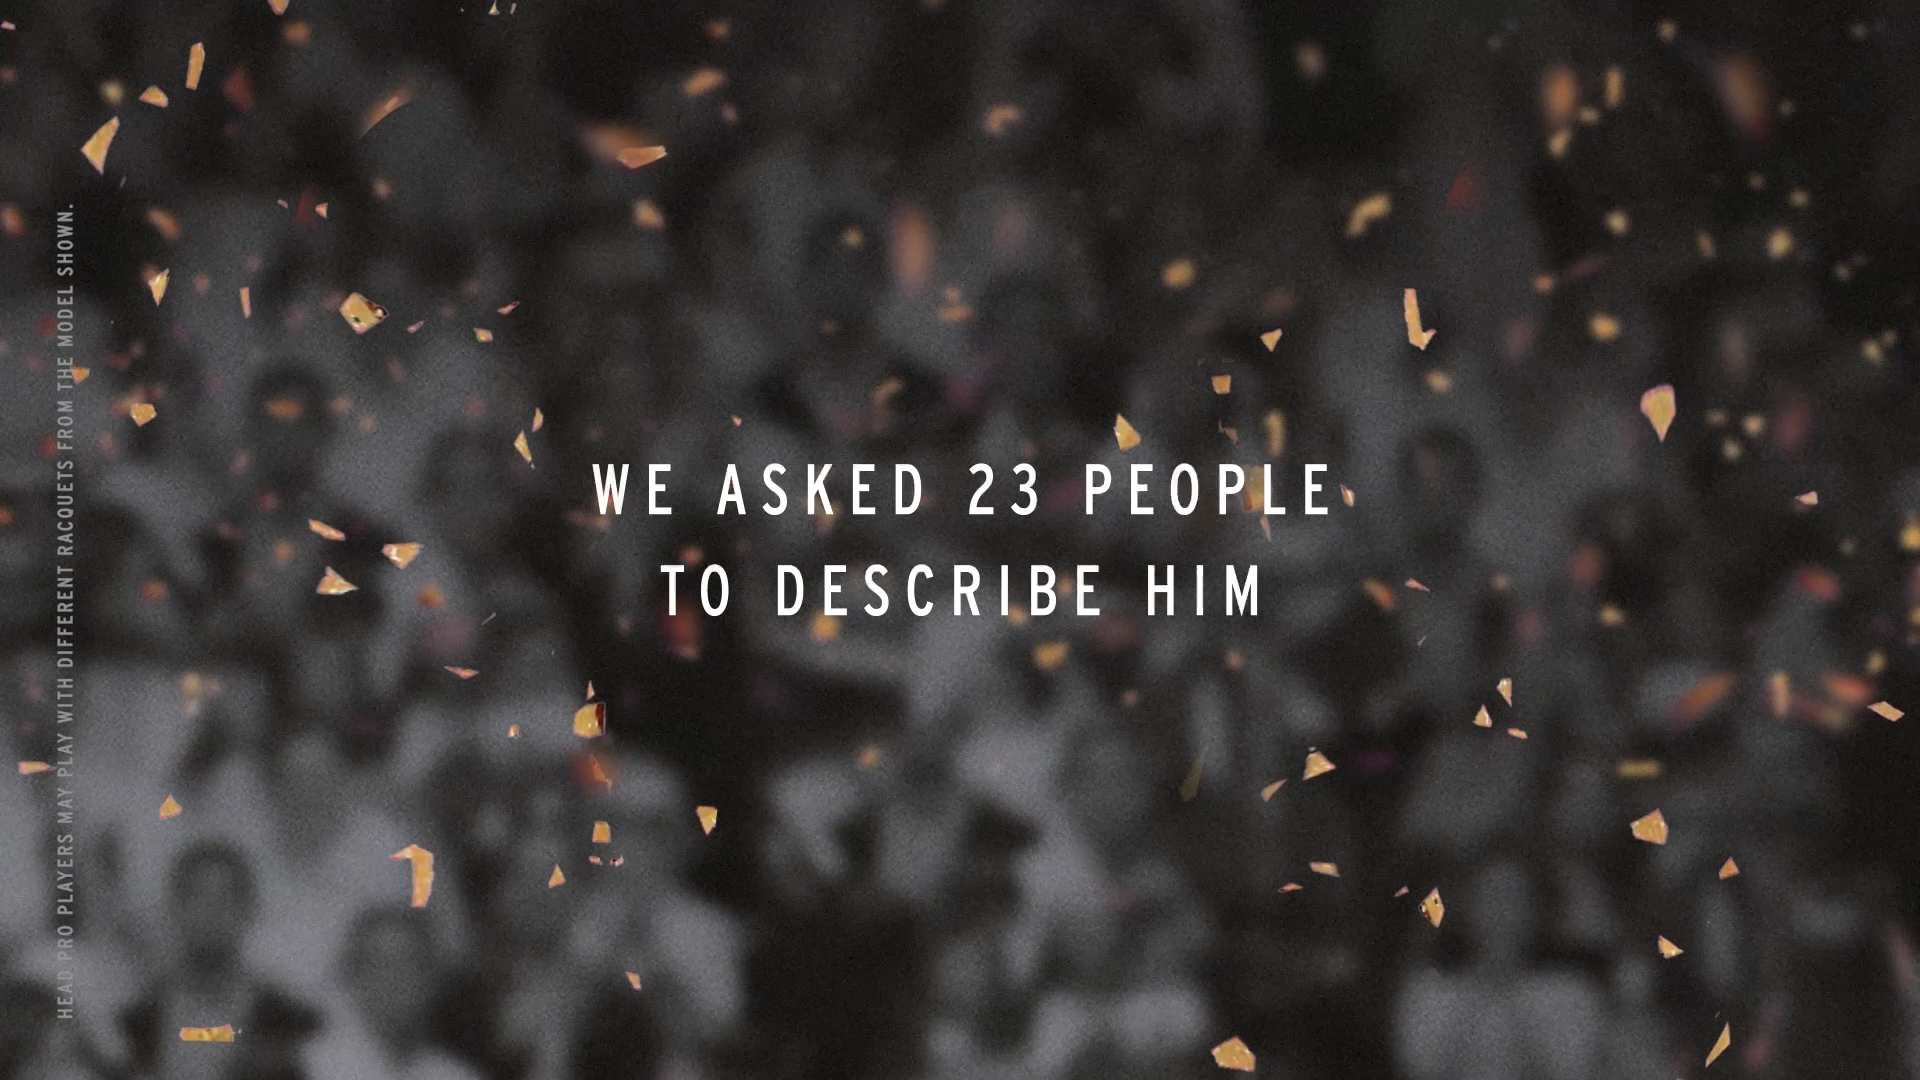 WE ASKED 23 PEOPLE
TO DESCRIBE HIM
HEAD PRO PLAYERS MAY PLAY WITH DIFFERENT RACQUETS FROM THE MODEL SHOWN.